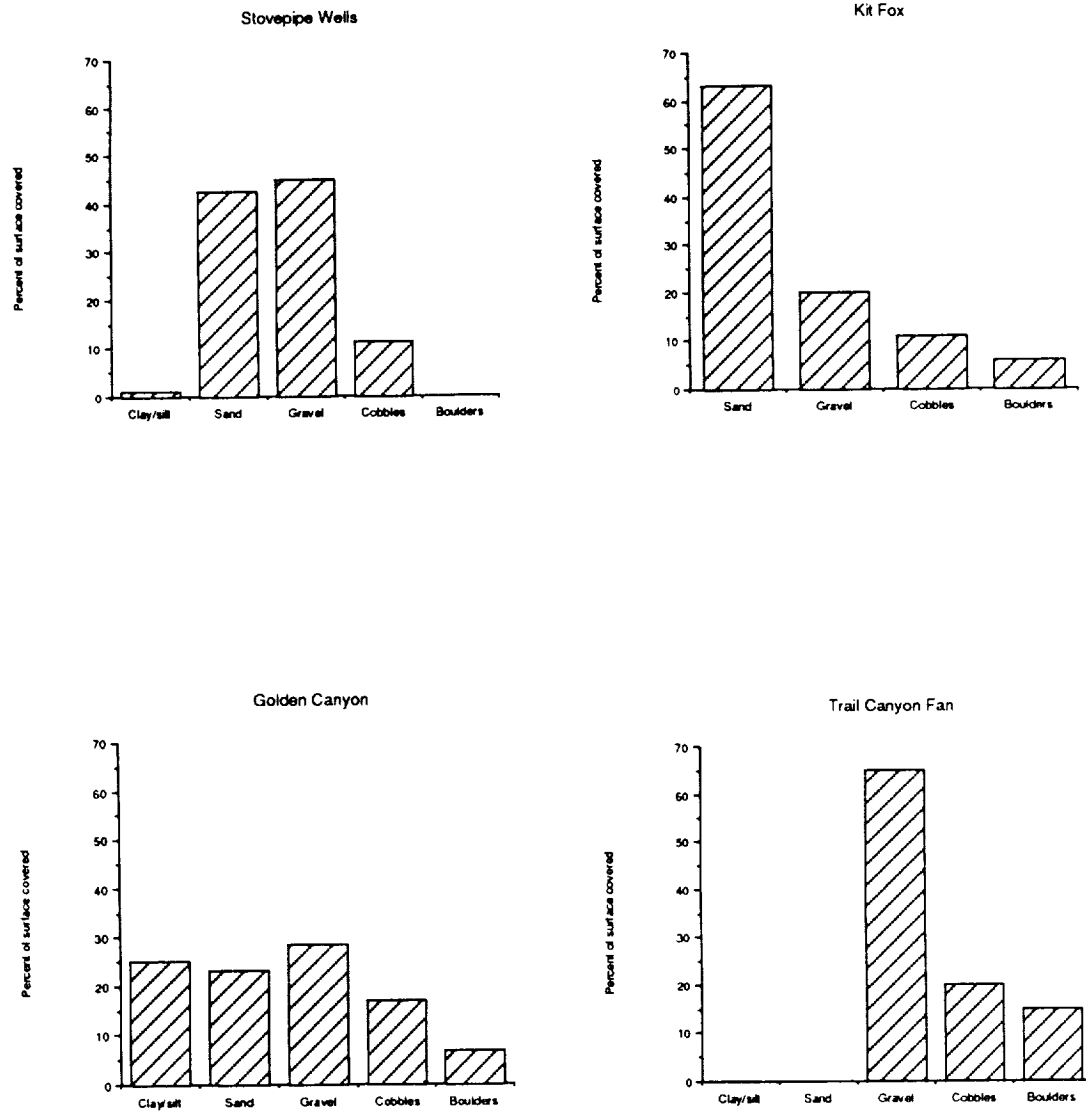 Stovepipe Wells
Percent of surface covered
70
60
50
40
30
20
10
0
Clay/silt Sand Gravel Cobbles Boulders
Kit Fox
Percent of surface covered
70
60
50
40
30
20
10
0
Sand Gravel Cobbles Boulders
Golden Canyon
Percent of surface covered
70
60
50
40
30
20
10
0
Clay/silt Sand Gravel Cobbles Boulders
Trail Canyon Fan
Percent of surface covered
70
60
50
40
30
20
10
0
Clay/silt Sand Gravel Cobbles Boulders